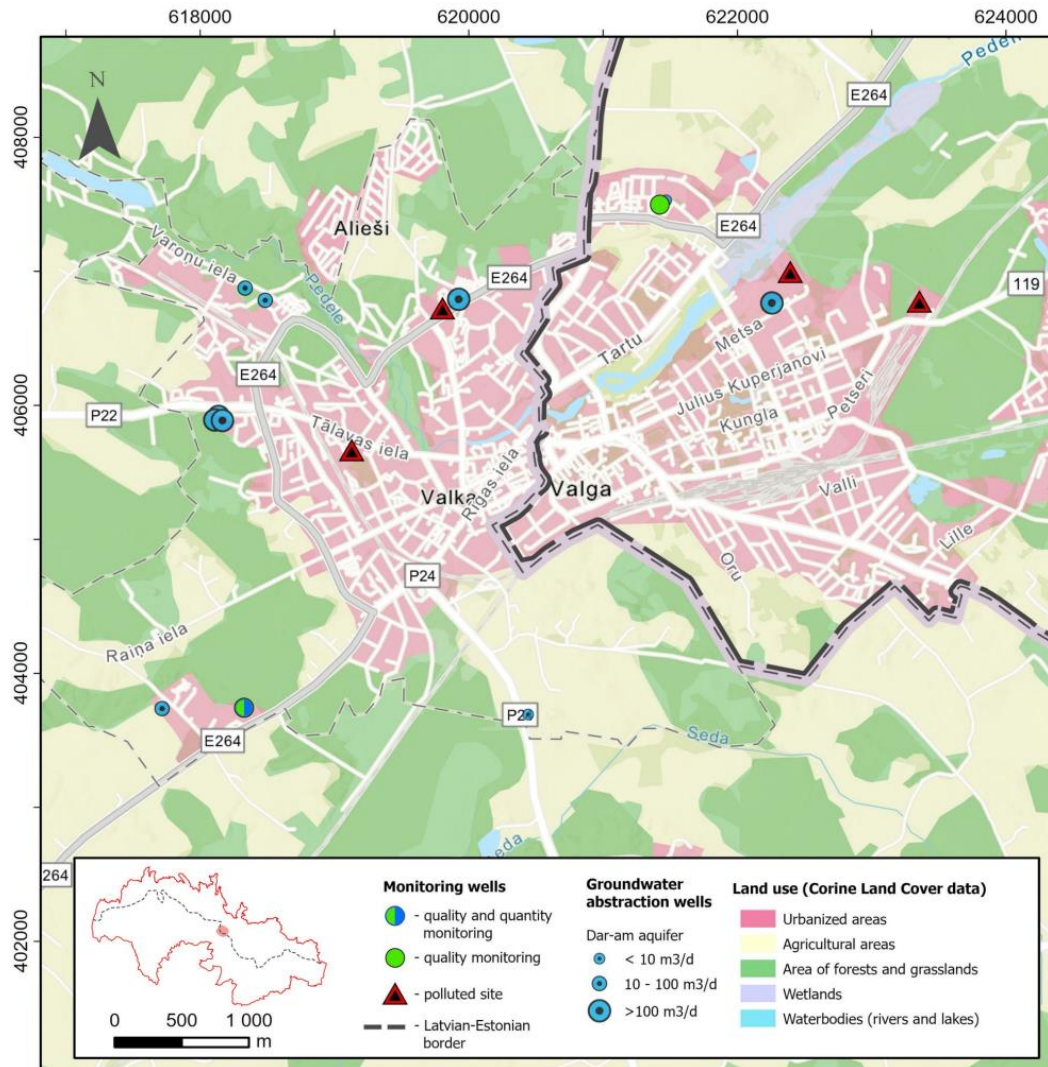 618000
620000
622000
624000
N
Pedel
E264
408000
Alieši
Varoņu iela
Pedele
E264
E264
119
Metsa
Tartu
E264
Julius Kuperjanovi
Petseri
Kungla
406000
P22
Tālavas iela
Rīgas iela
Valka
Valga
Valli
Lille
Oru
P24
Raiņa iela
404000
P2
Seda
E264
eda
264
402000
Monitoring wells
- quality and quantity
monitoring
- quality monitoring
- polluted site
- Latvian-Estonian
border
Groundwater
abstraction wells
Dar-am aquifer
< 10 m3/d
10 - 100 m3/d
>100 m3/d
Land use (Corine Land Cover data)
Urbanized areas
Agricultural areas
Area of forests and grasslands
Wetlands
Waterbodies (rivers and lakes)
0 500 1 000
m